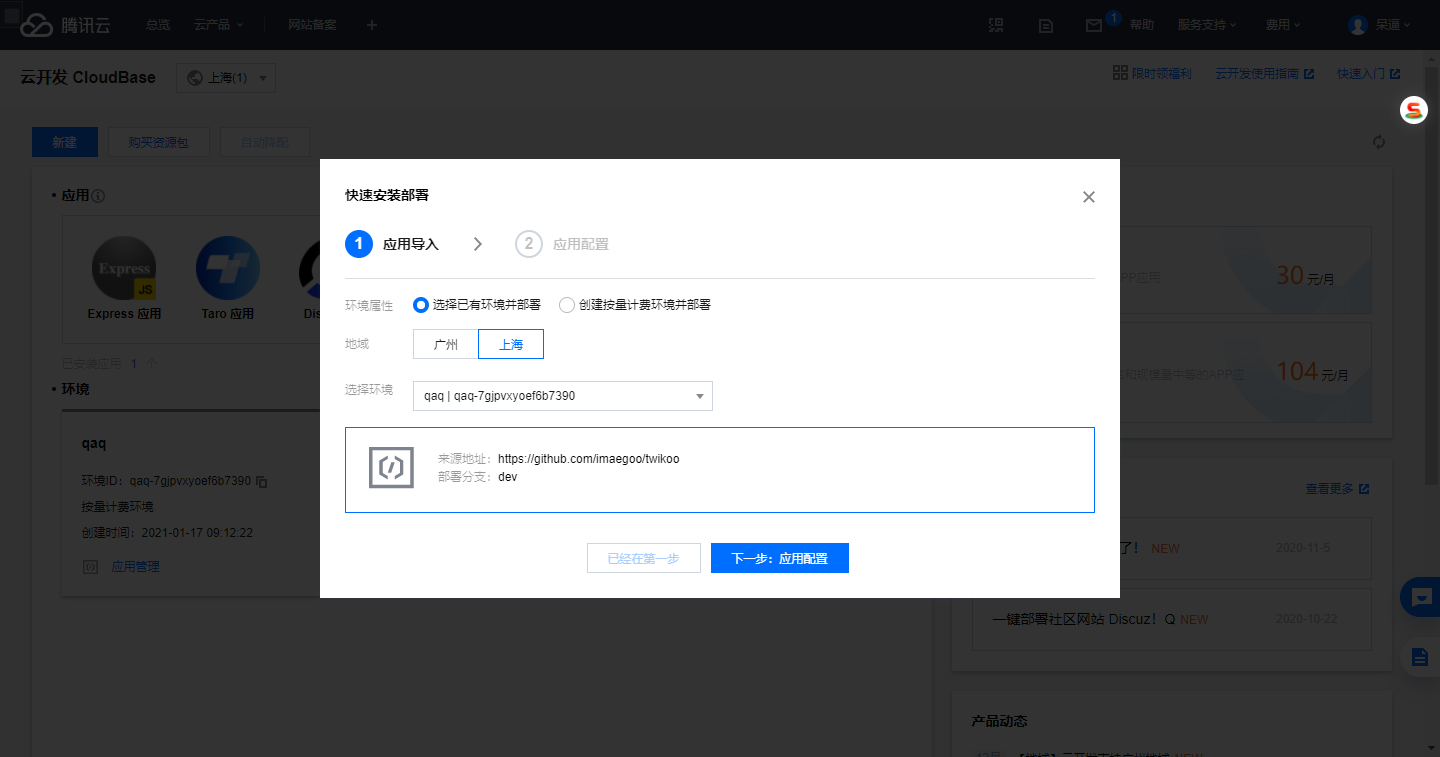 腾讯云 总览 云产品 网站备案 + 1 帮助 服务支持 费用 呆逼
云开发 CloudBase 上海(1) 限时领福利 云开发使用指南 快速入门
新建 购买资源包 自动降配
快速安装部署
• 应用
1 应用导入 2 应用配置
Express JS
Express 应用 Taro 应用 Dis
PP应用 30 元/月
环境属性 选择已有环境并部署 创建按量计费环境并部署
地域 广州 上海
已安装应用 1 个
和规模量中等的APP应 104 元/月
• 环境
选择环境 qaq | qaq-7gjpvxyoef6b7390
qaq
来源地址： https://github.com/imaegoo/twikoo
部署分支： dev
环境ID： qaq-7gjpvxyoef6b7390
按量计费环境
创建时间： 2021-01-17 09:12:22
应用管理
查看更多
已经在第一步 下一步：应用配置
了！ NEW 2020-11-5
一键部署社区网站 Discuz！Q NEW 2020-10-22
产品动态